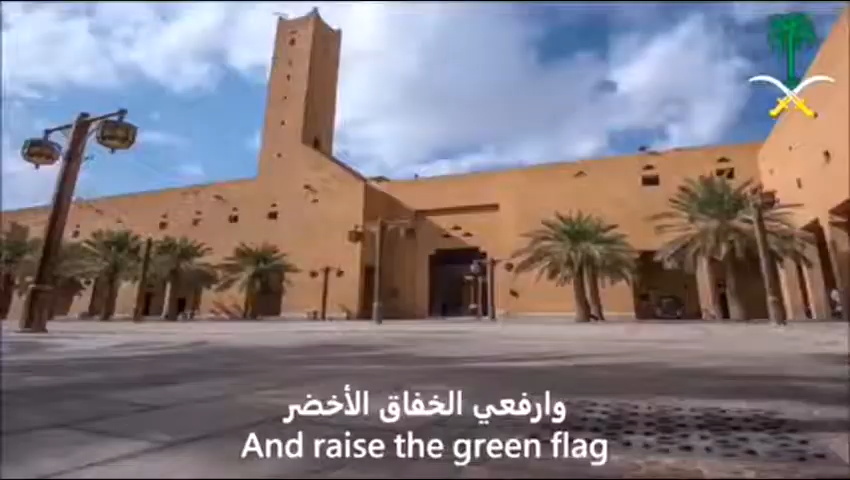 وارفعي الخفاق الأخضر
And raise the green flag